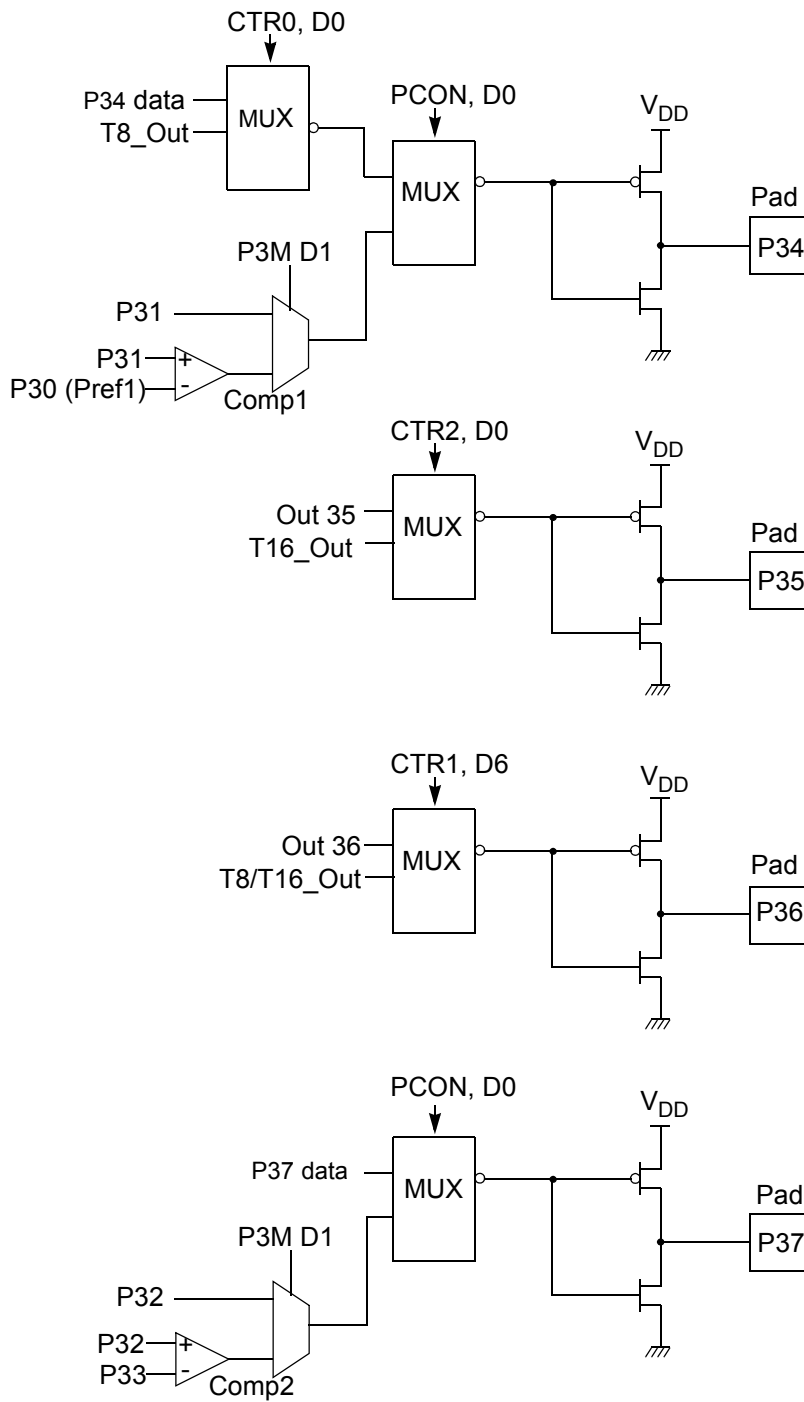 CTR0, D0
P34 data
T8_Out
MUX
PCON, D0
MUX
VDD
Pad
P34
P3M D1
P31
P31
+
P30 (Pref1)
-
Comp1
CTR2, D0
Out 35
T16_Out
MUX
VDD
Pad
P35
CTR1, D6
Out 36
T8/T16_Out
MUX
VDD
Pad
P36
PCON, D0
P37 data
MUX
VDD
Pad
P37
P3M D1
P32
P32
+
P33
-
Comp2